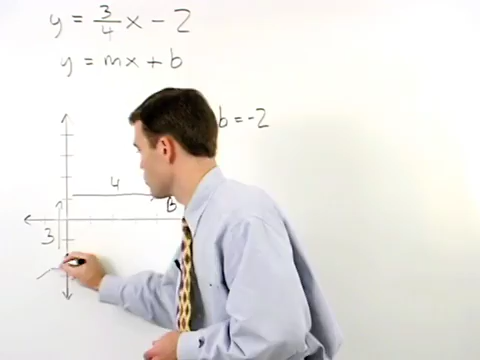 y = 3/4 x - 2
y = mx + b
b = -2
4
B
3